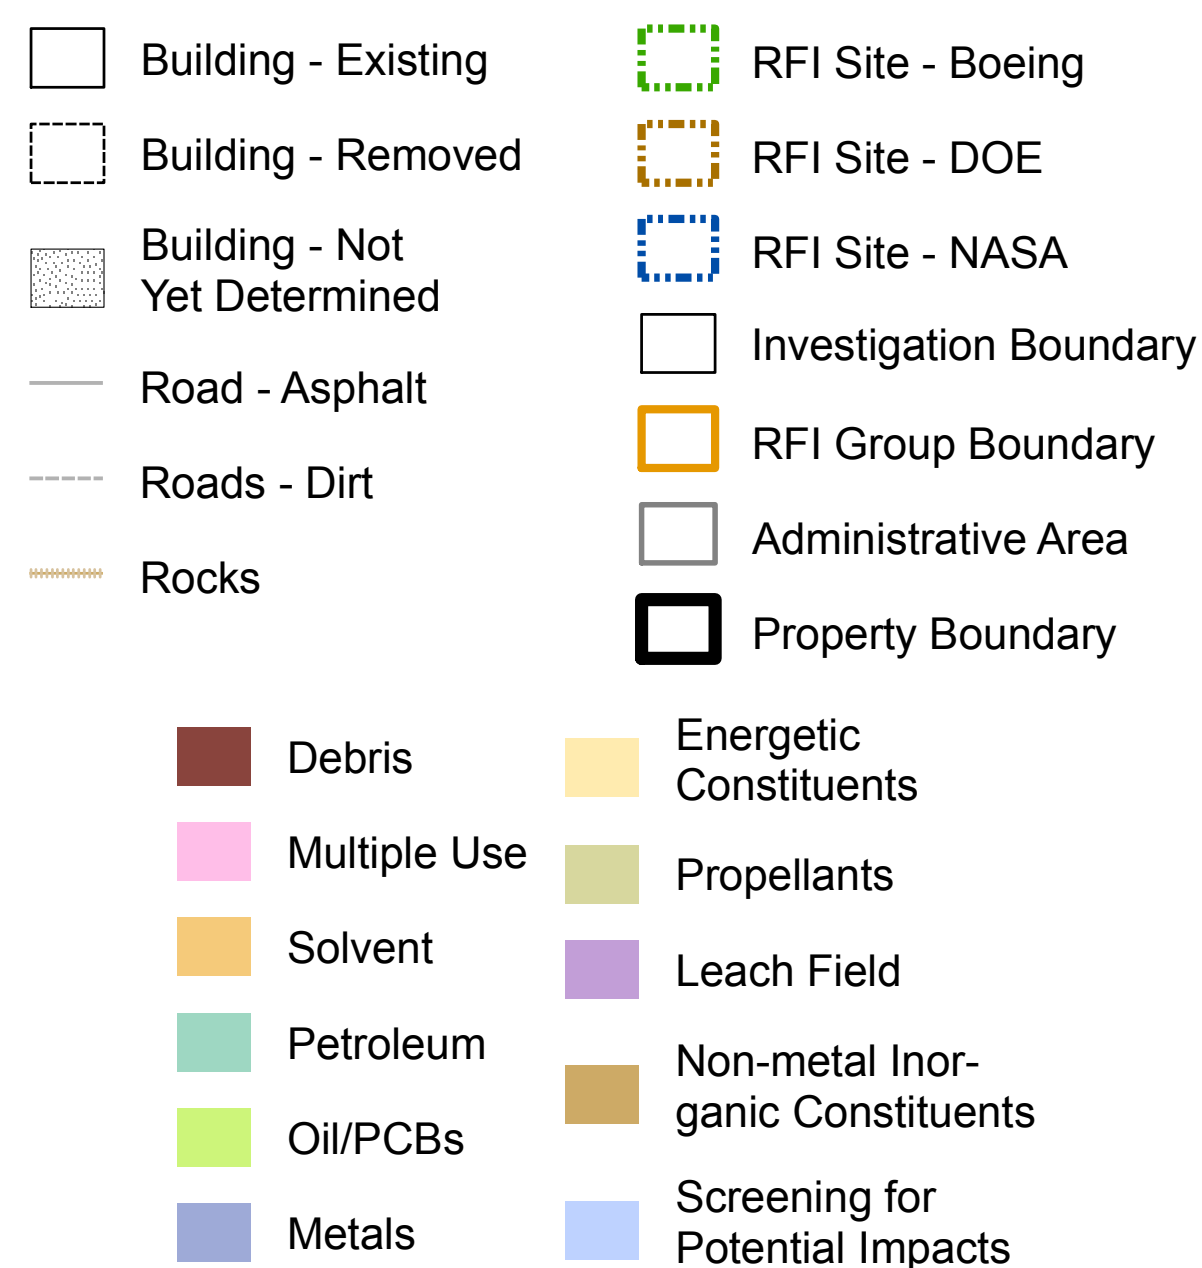 Building - Existing
Building - Removed
Building - Not
Yet Determined
Road - Asphalt
Roads - Dirt
Rocks
RFI Site - Boeing
RFI Site - DOE
RFI Site - NASA
Investigation Boundary
RFI Group Boundary
Administrative Area
Property Boundary
Debris
Multiple Use
Solvent
Petroleum
Oil/PCBs
Metals
Energetic
Constituents
Propellants
Leach Field
Non-metal Inor-
ganic Constituents
Screening for
Potential Impacts